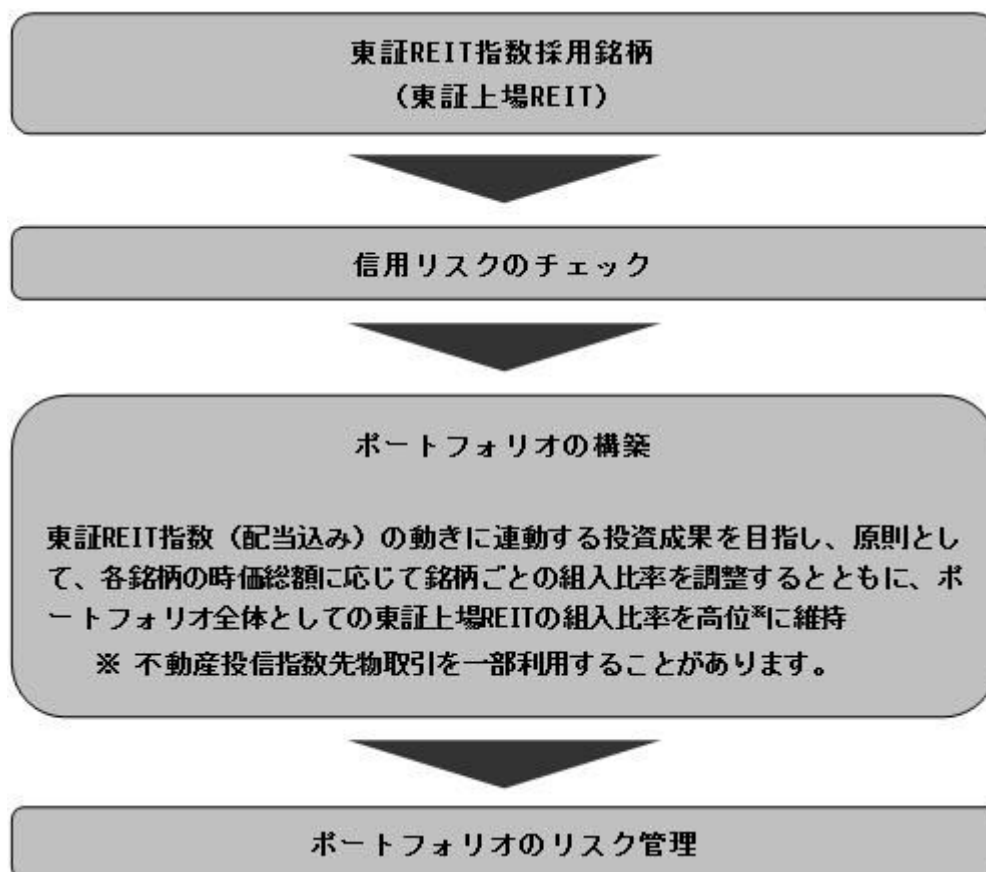 東証REIT指数採用銘柄
（東証上場REIT）
信用リスクのチェック
ポートフォリオの構築
東証REIT指数（配当込み）の動きに連動する投資成果を目指し、原則とし
て、各銘柄の時価総額に応じて銘柄ごとの組入比率を調整するとともに、ポ
ートフォリオ全体としての東証上場REITの組入比率を高位※に維持
※ 不動産投信指数先物取引を一部利用することがあります。
ポートフォリオのリスク管理